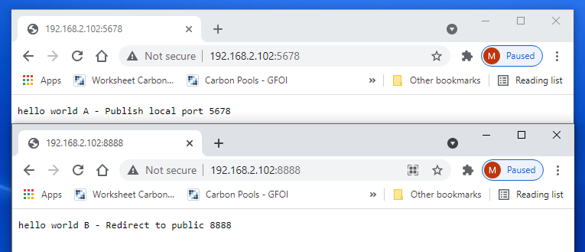 192.168.2.102:5678
Not secure | 192.168.2.102:5678
M Paused
Apps Worksheet Carbon... Carbon Pools - GFOI » Other bookmarks Reading list
hello world A - Publish local port 5678
192.168.2.102:8888
Not secure | 192.168.2.102:8888
M Paused
Apps Worksheet Carbon... Carbon Pools - GFOI » Other bookmarks Reading list
hello world B - Redirect to public 8888